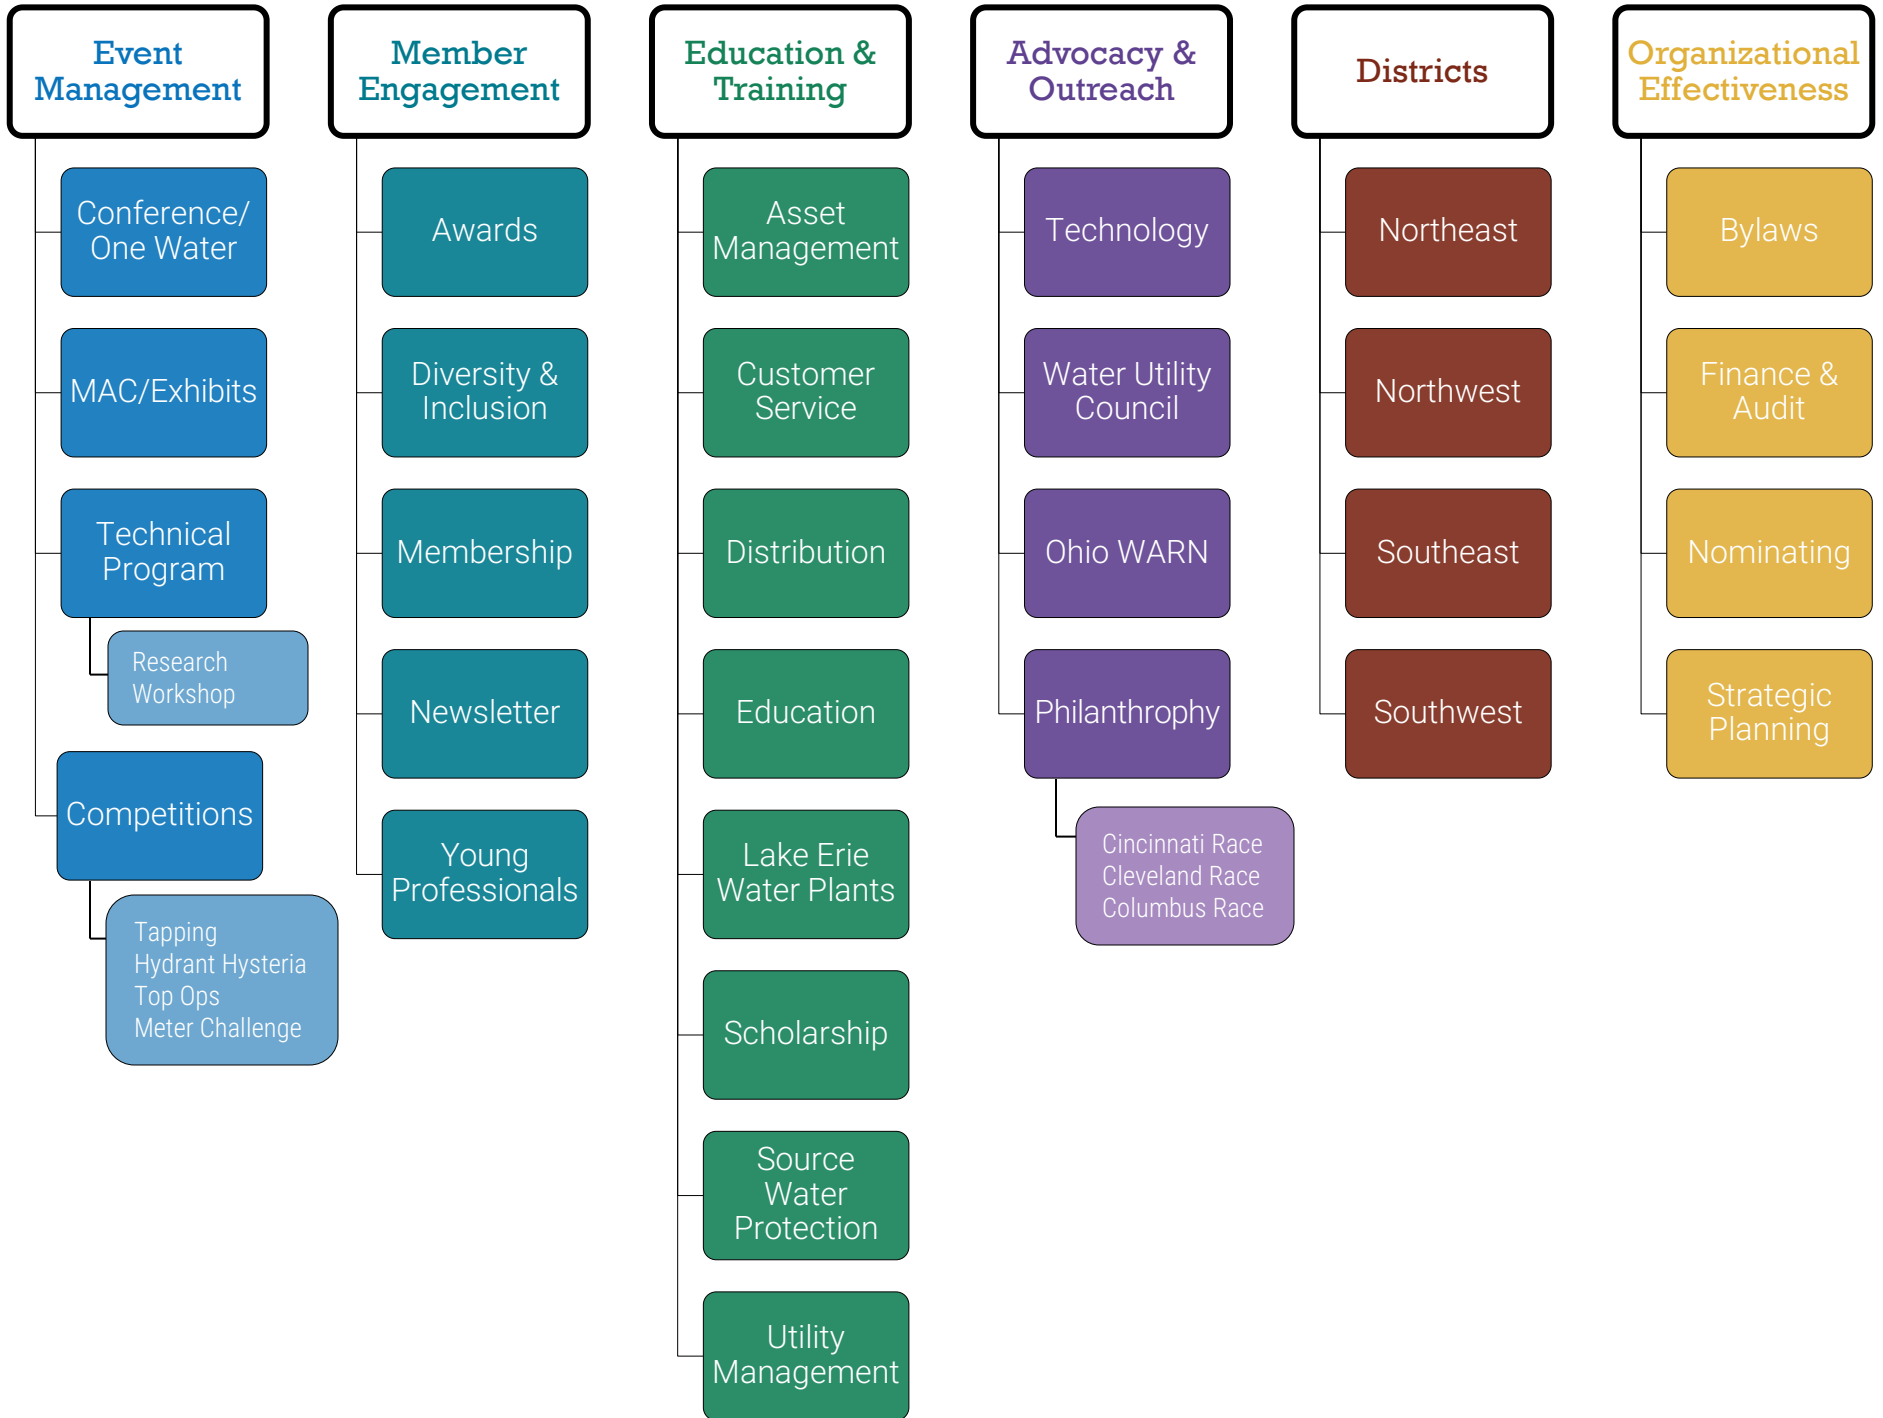 Event
Management
Conference/
One Water
MAC/Exhibits
Technical
Program
Research
Workshop
Competitions
Tapping
Hydrant Hysteria
Top Ops
Meter Challenge
Member
Engagement
Awards
Diversity &
Inclusion
Membership
Newsletter
Young
Professionals
Education &
Training
Asset
Management
Customer
Service
Distribution
Education
Lake Erie
Water Plants
Scholarship
Source
Water
Protection
Utility
Management
Advocacy &
Outreach
Technology
Water Utility
Council
Ohio WARN
Philanthrophy
Cincinnati Race
Cleveland Race
Columbus Race
Districts
Northeast
Northwest
Southeast
Southwest
Organizational
Effectiveness
Bylaws
Finance &
Audit
Nominating
Strategic
Planning